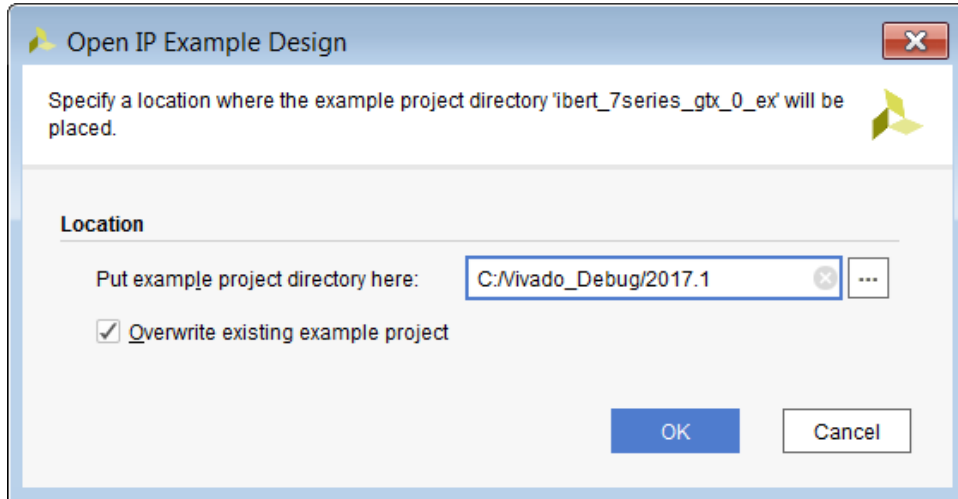 Open IP Example Design
Specify a location where the example project directory 'ibert_7series_gtx_0_ex' will be
placed.
Location
Put example project directory here: C:/Vivado_Debug/2017.1 ...
Overwrite existing example project
OK Cancel